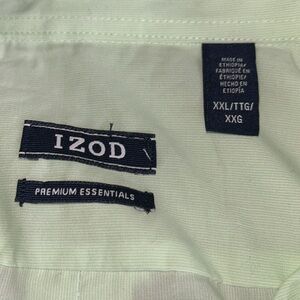 MADE IN
ETHIOPIA/
FABRIQUÉ EN
ÉTHIOPIE/
HECHO EN
ETIOPÍA
XXL/TTG/
XXG
IZOD
PREMIUM ESSENTIALS